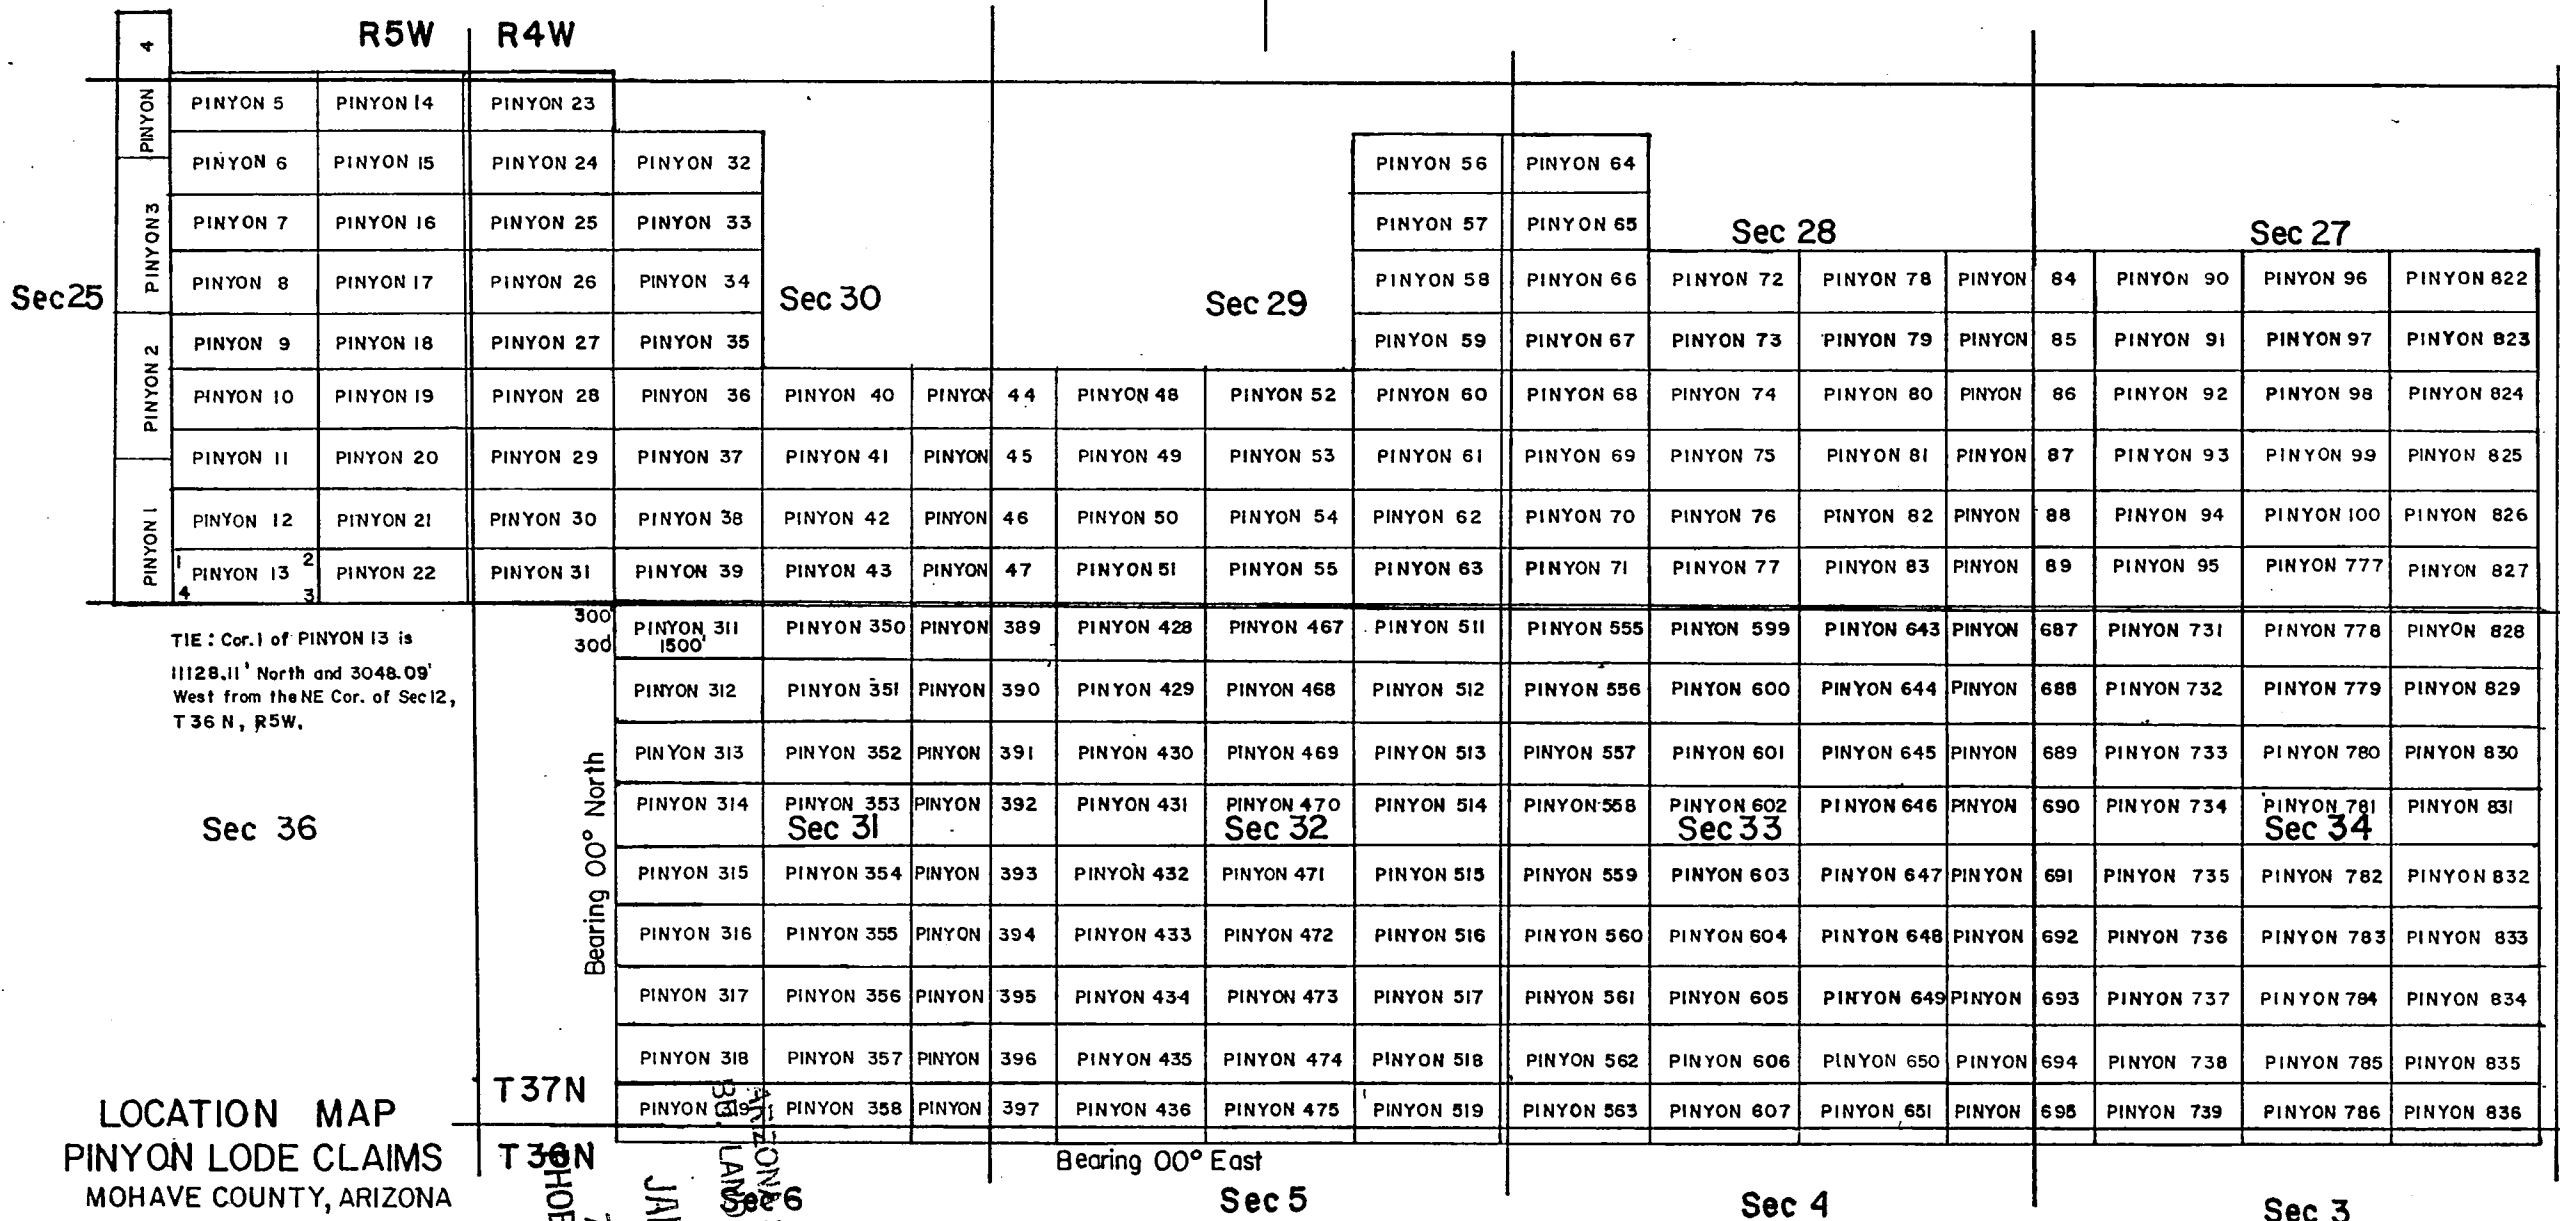 R5W R4W
4
PINYON
PINYON 3
PINYON 2
PINYON 1
PINYON 5 PINYON 14 PINYON 23
PINYON 6 PINYON 15 PINYON 24 PINYON 32 PINYON 56 PINYON 64
PINYON 7 PINYON 16 PINYON 25 PINYON 33 PINYON 57 PINYON 65 Sec 28 Sec 27
Sec 25 PINYON 8 PINYON 17 PINYON 26 PINYON 34 Sec 30 Sec 29 PINYON 58 PINYON 66 PINYON 72 PINYON 78 PINYON 84 PINYON 90 PINYON 96 PINYON 822
PINYON 9 PINYON 18 PINYON 27 PINYON 35 PINYON 59 PINYON 67 PINYON 73 PINYON 79 PINYON 85 PINYON 91 PINYON 97 PINYON 823
PINYON 10 PINYON 19 PINYON 28 PINYON 36 PINYON 40 PINYON 44 PINYON 48 PINYON 52 PINYON 60 PINYON 68 PINYON 74 PINYON 80 PINYON 86 PINYON 92 PINYON 98 PINYON 824
PINYON 11 PINYON 20 PINYON 29 PINYON 37 PINYON 41 PINYON 45 PINYON 49 PINYON 53 PINYON 61 PINYON 69 PINYON 75 PINYON 81 PINYON 87 PINYON 93 PINYON 99 PINYON 825
PINYON 12 PINYON 21 PINYON 30 PINYON 38 PINYON 42 PINYON 46 PINYON 50 PINYON 54 PINYON 62 PINYON 70 PINYON 76 PINYON 82 PINYON 88 PINYON 94 PINYON 100 PINYON 826
1 PINYON 13 2 PINYON 22 PINYON 31 PINYON 39 PINYON 43 PINYON 47 PINYON 51 PINYON 55 PINYON 63 PINYON 71 PINYON 77 PINYON 83 PINYON 89 PINYON 95 PINYON 777 PINYON 827
4 3
300' PINYON 311 PINYON 350 PINYON 389 PINYON 428 PINYON 467 PINYON 511 PINYON 555 PINYON 599 PINYON 643 PINYON 687 PINYON 731 PINYON 778 PINYON 828
300' 1500'
TIE: Cor. 1 of PINYON 13 is
11128.11' North and 3048.09'
West from the NE Cor. of Sec 12,
T 36 N, R5W.
PINYON 312 PINYON 351 PINYON 390 PINYON 429 PINYON 468 PINYON 512 PINYON 556 PINYON 600 PINYON 644 PINYON 688 PINYON 732 PINYON 779 PINYON 829
PINYON 313 PINYON 352 PINYON 391 PINYON 430 PINYON 469 PINYON 513 PINYON 557 PINYON 601 PINYON 645 PINYON 689 PINYON 733 PINYON 780 PINYON 830
PINYON 314 PINYON 353 PINYON 392 PINYON 431 PINYON 470 PINYON 514 PINYON 558 PINYON 602 PINYON 646 PINYON 690 PINYON 734 PINYON 781 PINYON 831
Sec 36 Sec 31 Sec 32 Sec 33 Sec 34
Bearing 00° North
PINYON 315 PINYON 354 PINYON 393 PINYON 432 PINYON 471 PINYON 515 PINYON 559 PINYON 603 PINYON 647 PINYON 691 PINYON 735 PINYON 782 PINYON 832
PINYON 316 PINYON 355 PINYON 394 PINYON 433 PINYON 472 PINYON 516 PINYON 560 PINYON 604 PINYON 648 PINYON 692 PINYON 736 PINYON 783 PINYON 833
PINYON 317 PINYON 356 PINYON 395 PINYON 434 PINYON 473 PINYON 517 PINYON 561 PINYON 605 PINYON 649 PINYON 693 PINYON 737 PINYON 784 PINYON 834
PINYON 318 PINYON 357 PINYON 396 PINYON 435 PINYON 474 PINYON 518 PINYON 562 PINYON 606 PINYON 650 PINYON 694 PINYON 738 PINYON 785 PINYON 835
T37N
PINYON 319 PINYON 358 PINYON 397 PINYON 436 PINYON 475 PINYON 519 PINYON 563 PINYON 607 PINYON 651 PINYON 695 PINYON 739 PINYON 786 PINYON 836
T36N
Bearing 00° East
Sec 6 Sec 5 Sec 4 Sec 3
LOCATION MAP
PINYON LODE CLAIMS
MOHAVE COUNTY, ARIZONA
ARIZONA
LAND